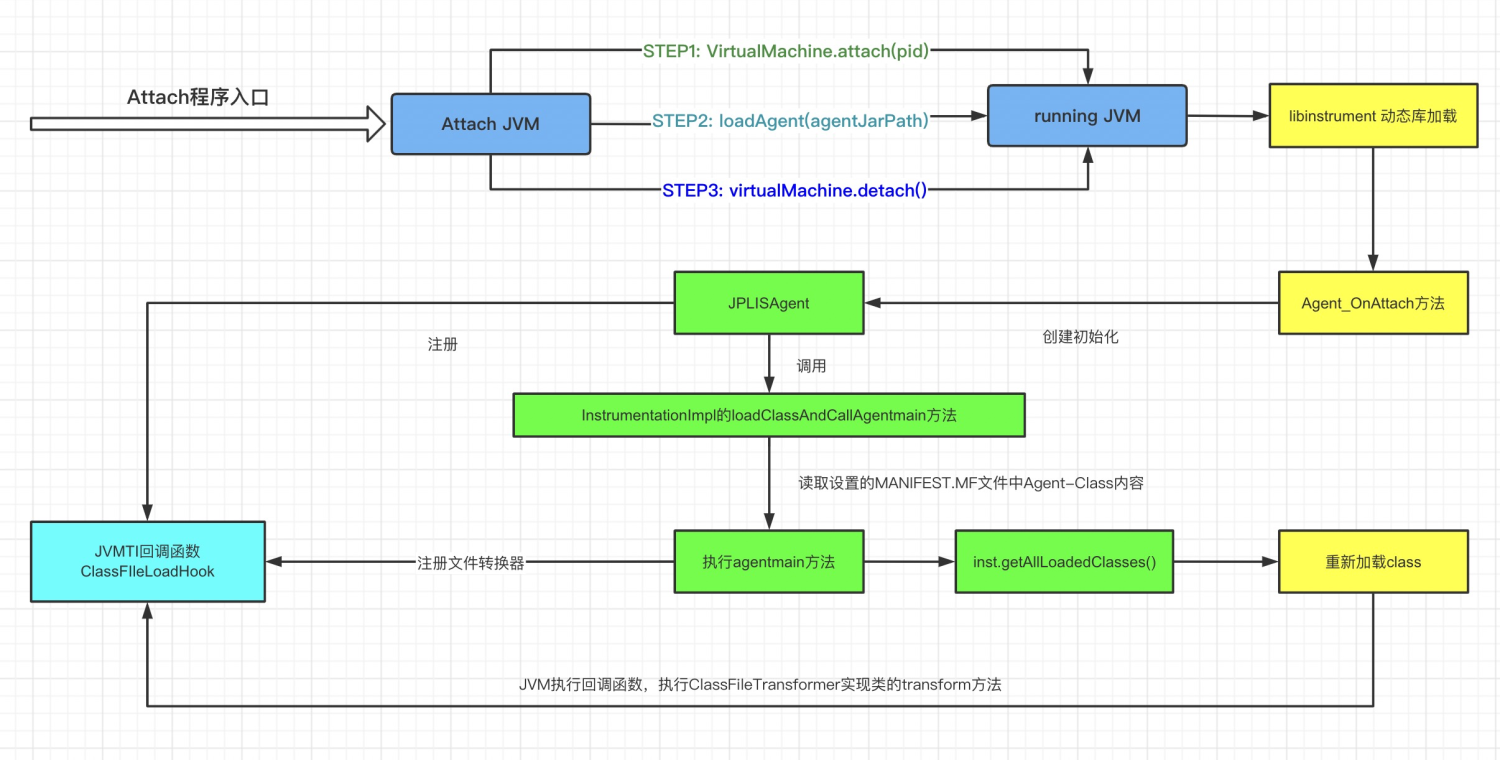 STEP1: VirtualMachine.attach(pid)
Attach程序入口
Attach JVM
STEP2: loadAgent(agentJarPath)
running JVM
libinstrument 动态库加载
STEP3: virtualMachine.detach()
JPLISAgent
Agent_OnAttach方法
注册
创建初始化
调用
InstrumentationImpl的loadClassAndCallAgentmain方法
读取设置的MANIFEST.MF文件中Agent-Class内容
JVMTI回调函数
ClassFIleLoadHook
注册文件转换器
执行agentmain方法
inst.getAllLoadedClasses()
重新加载class
JVM执行回调函数，执行ClassFileTransformer实现类的transform方法